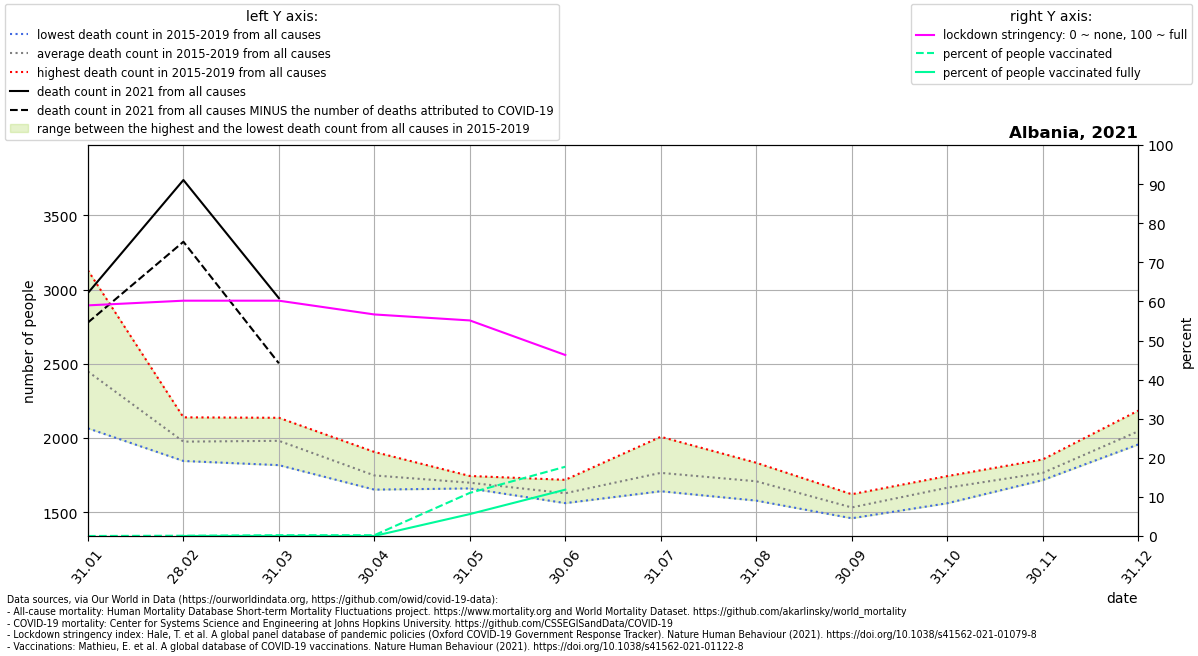 left Y axis:
lowest death count in 2015-2019 from all causes
average death count in 2015-2019 from all causes
highest death count in 2015-2019 from all causes
death count in 2021 from all causes
death count in 2021 from all causes MINUS the number of deaths attributed to COVID-19
range between the highest and the lowest death count from all causes in 2015-2019
right Y axis:
lockdown stringency: 0 ~ none, 100 ~ full
percent of people vaccinated
percent of people vaccinated fully
Albania, 2021
number of people
3500
3000
2500
2000
1500
100
90
80
70
60
50
40
30
20
10
0
percent
31.01
28.02
31.03
30.04
31.05
30.06
31.07
31.08
30.09
31.10
30.11
31.12
date
Data sources, via Our World in Data (https://ourworldindata.org, https://github.com/owid/covid-19-data):
- All-cause mortality: Human Mortality Database Short-term Mortality Fluctuations project. https://www.mortality.org and World Mortality Dataset. https://github.com/akarlinsky/world_mortality
- COVID-19 mortality: Center for Systems Science and Engineering at Johns Hopkins University. https://github.com/CSSEGISandData/COVID-19
- Lockdown stringency index: Hale, T. et al. A global panel database of pandemic policies (Oxford COVID-19 Government Response Tracker). Nature Human Behaviour (2021). https://doi.org/10.1038/s41562-021-01079-8
- Vaccinations: Mathieu, E. et al. A global database of COVID-19 vaccinations. Nature Human Behaviour (2021). https://doi.org/10.1038/s41562-021-01122-8